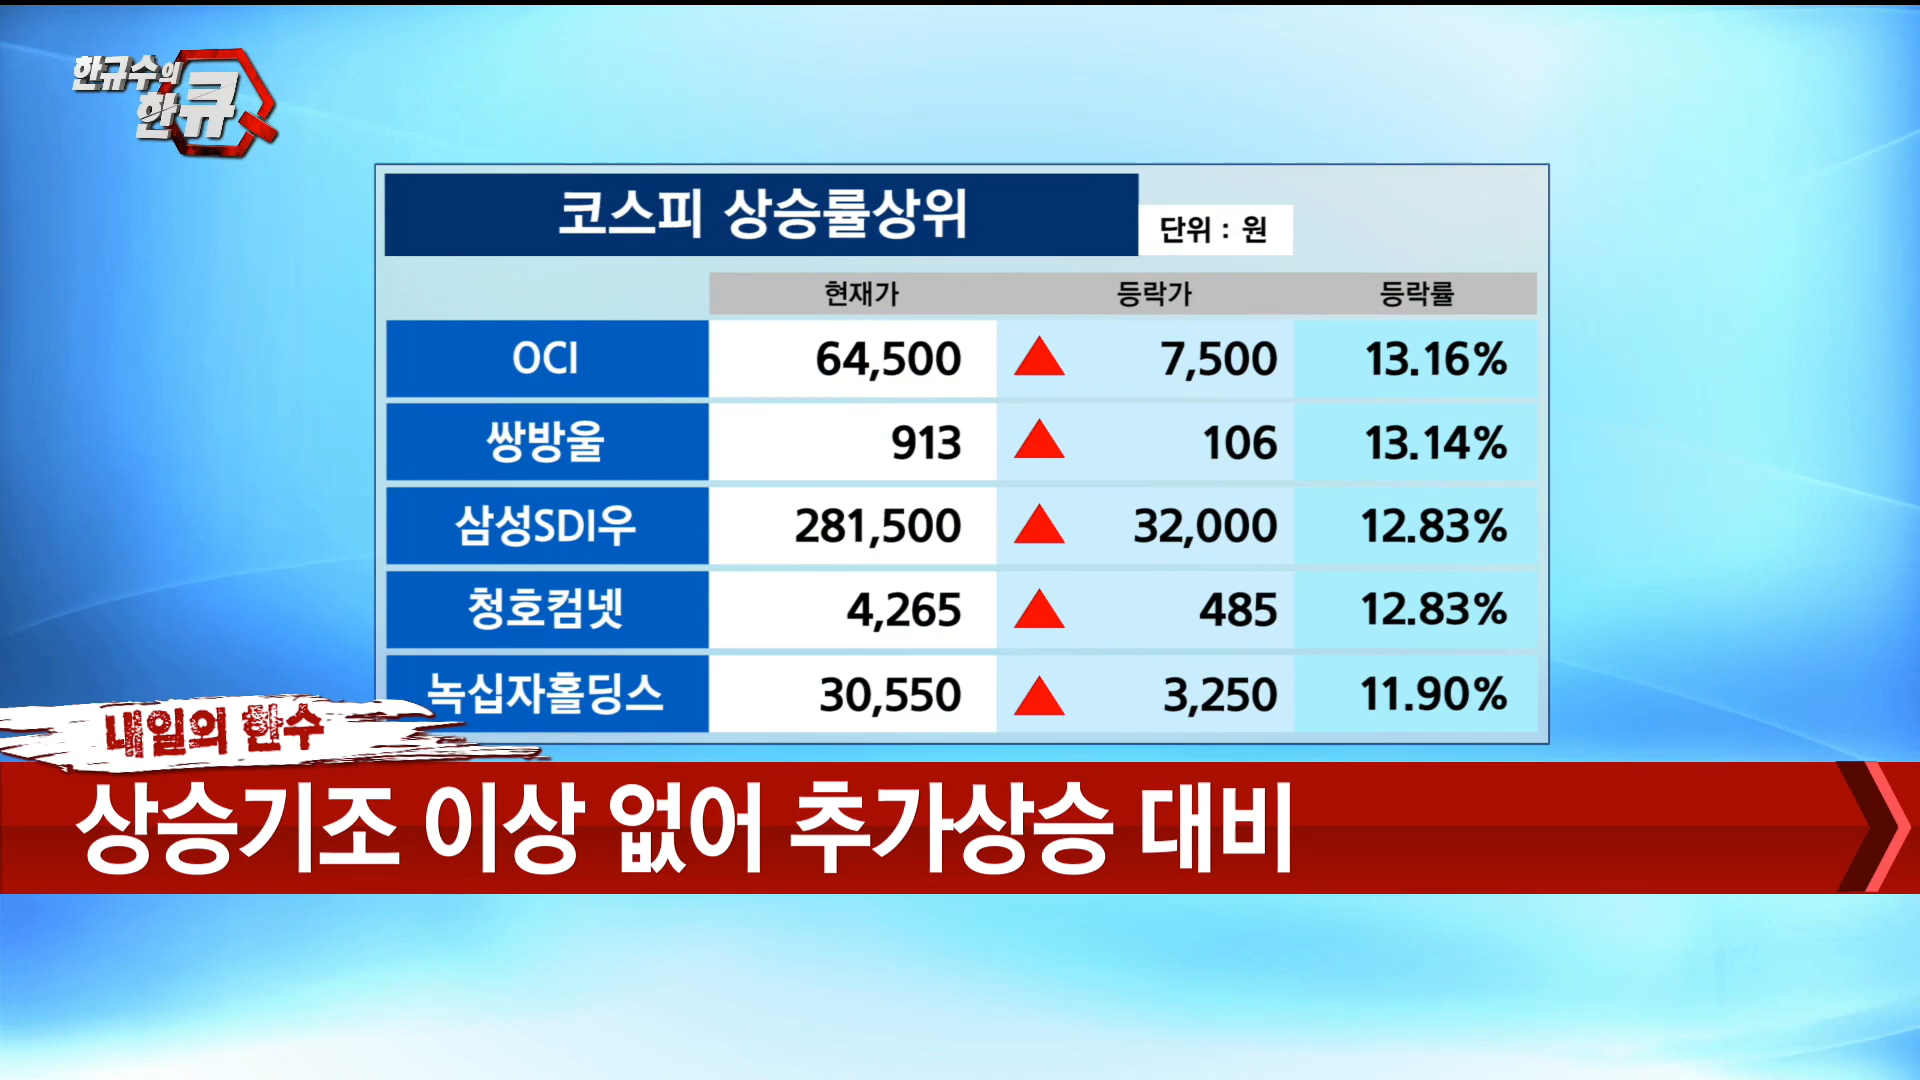 한규수의
한큐
코스피 상승률상위
단위 : 원
현재가 등락가 등락률
OCI 64,500 ▲ 7,500 13.16%
쌍방울 913 ▲ 106 13.14%
삼성SDI우 281,500 ▲ 32,000 12.83%
청호컴넷 4,265 ▲ 485 12.83%
녹십자홀딩스 30,550 ▲ 3,250 11.90%
내일의 한수
상승기조 이상 없어 추가상승 대비